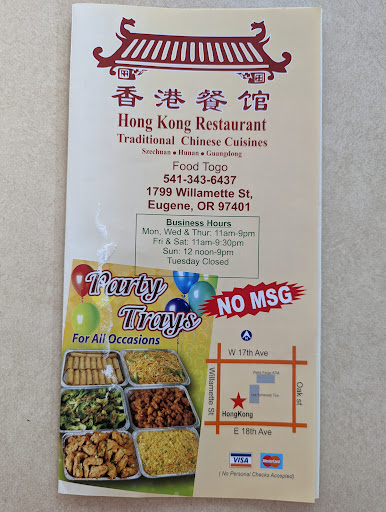 香港餐馆
Hong Kong Restaurant
Traditional Chinese Cuisines
Szechuan • Hunan • Guangdong
Food Togo
541-343-6437
1799 Willamette St,
Eugene, OR 97401
Business Hours
Mon, Wed & Thur: 11am-9pm
Fri & Sat: 11am-9:30pm
Sun: 12 noon-9pm
Tuesday Closed
Party
Trays
For All Occasions
NO MSG
W 17th Ave
Willamette St
Oak st
HongKong
E 18th Ave
VISA
MasterCard
( No Personal Checks Accepted)